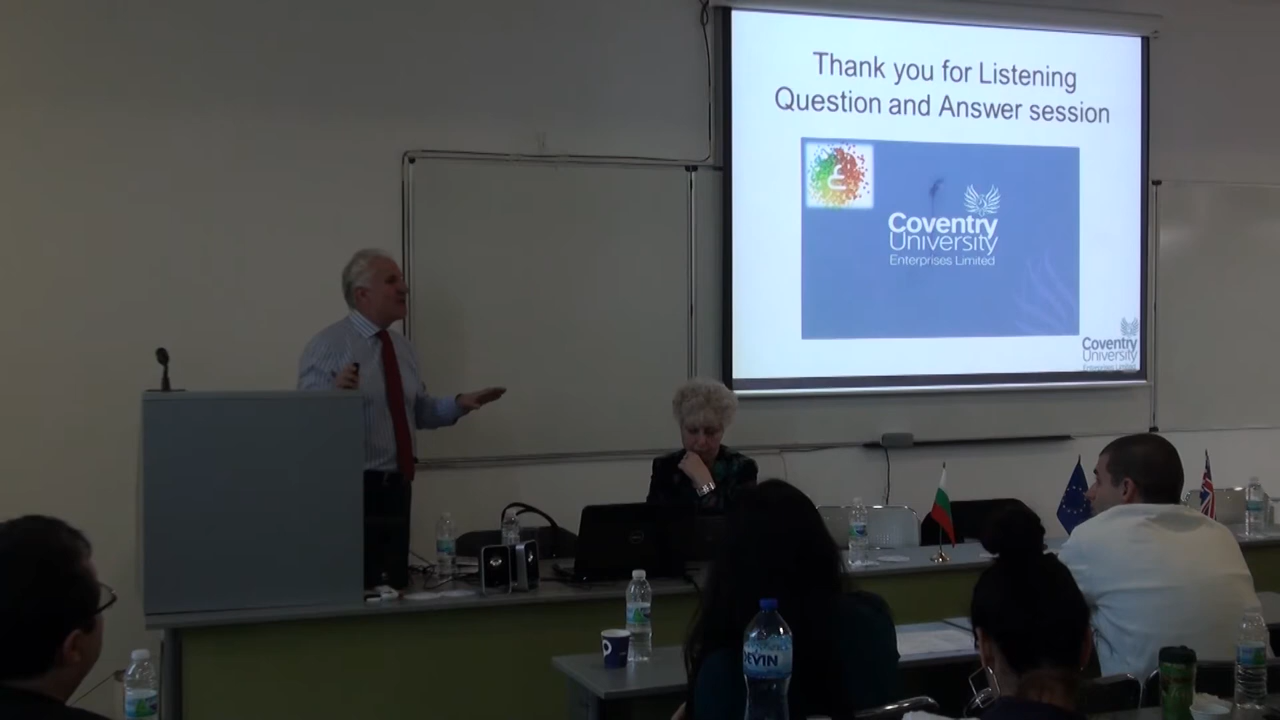 Thank you for Listening
Question and Answer session
Coventry
University
Enterprises Limited
Coventry
University
DEVIN